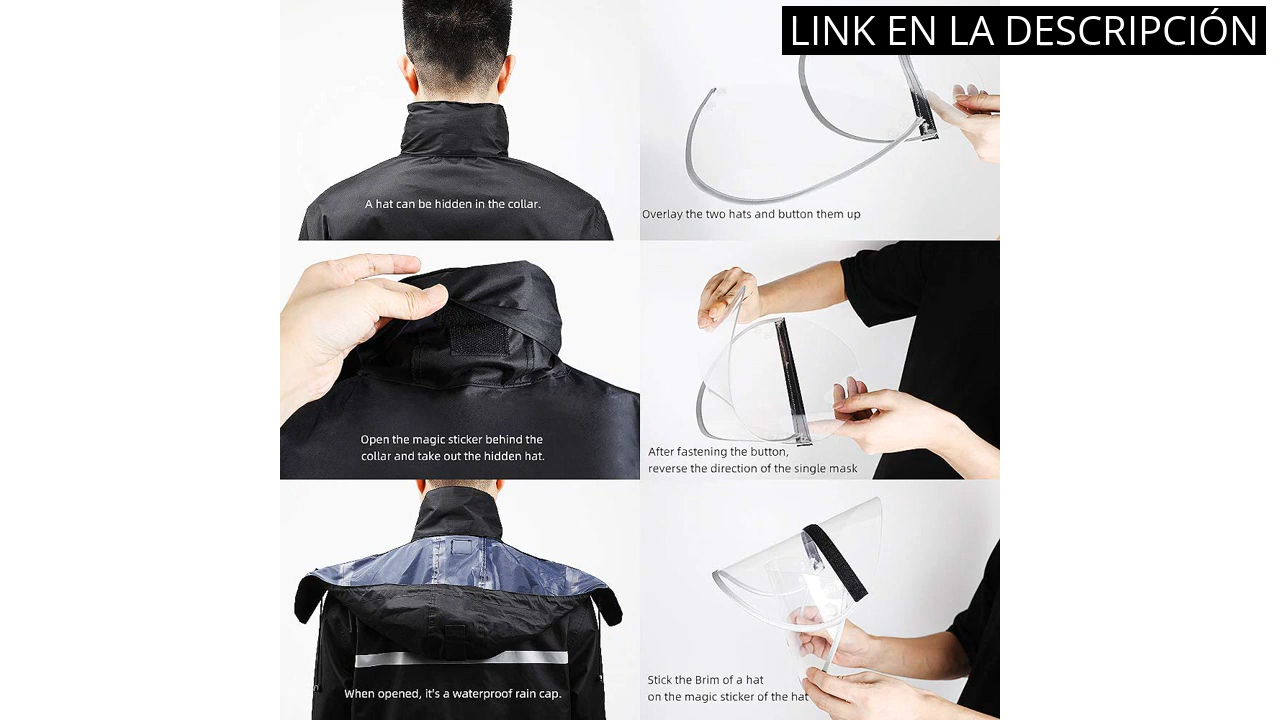 LINK EN LA DESCRIPCIÓN
A hat can be hidden in the collar.
Overlay the two hats and button them up
Open the magic sticker behind the
collar and take out the hidden hat.
After fastening the button,
reverse the direction of the single mask
When opened, it's a waterproof rain cap.
Stick the Brim of a hat
on the magic sticker of the hat